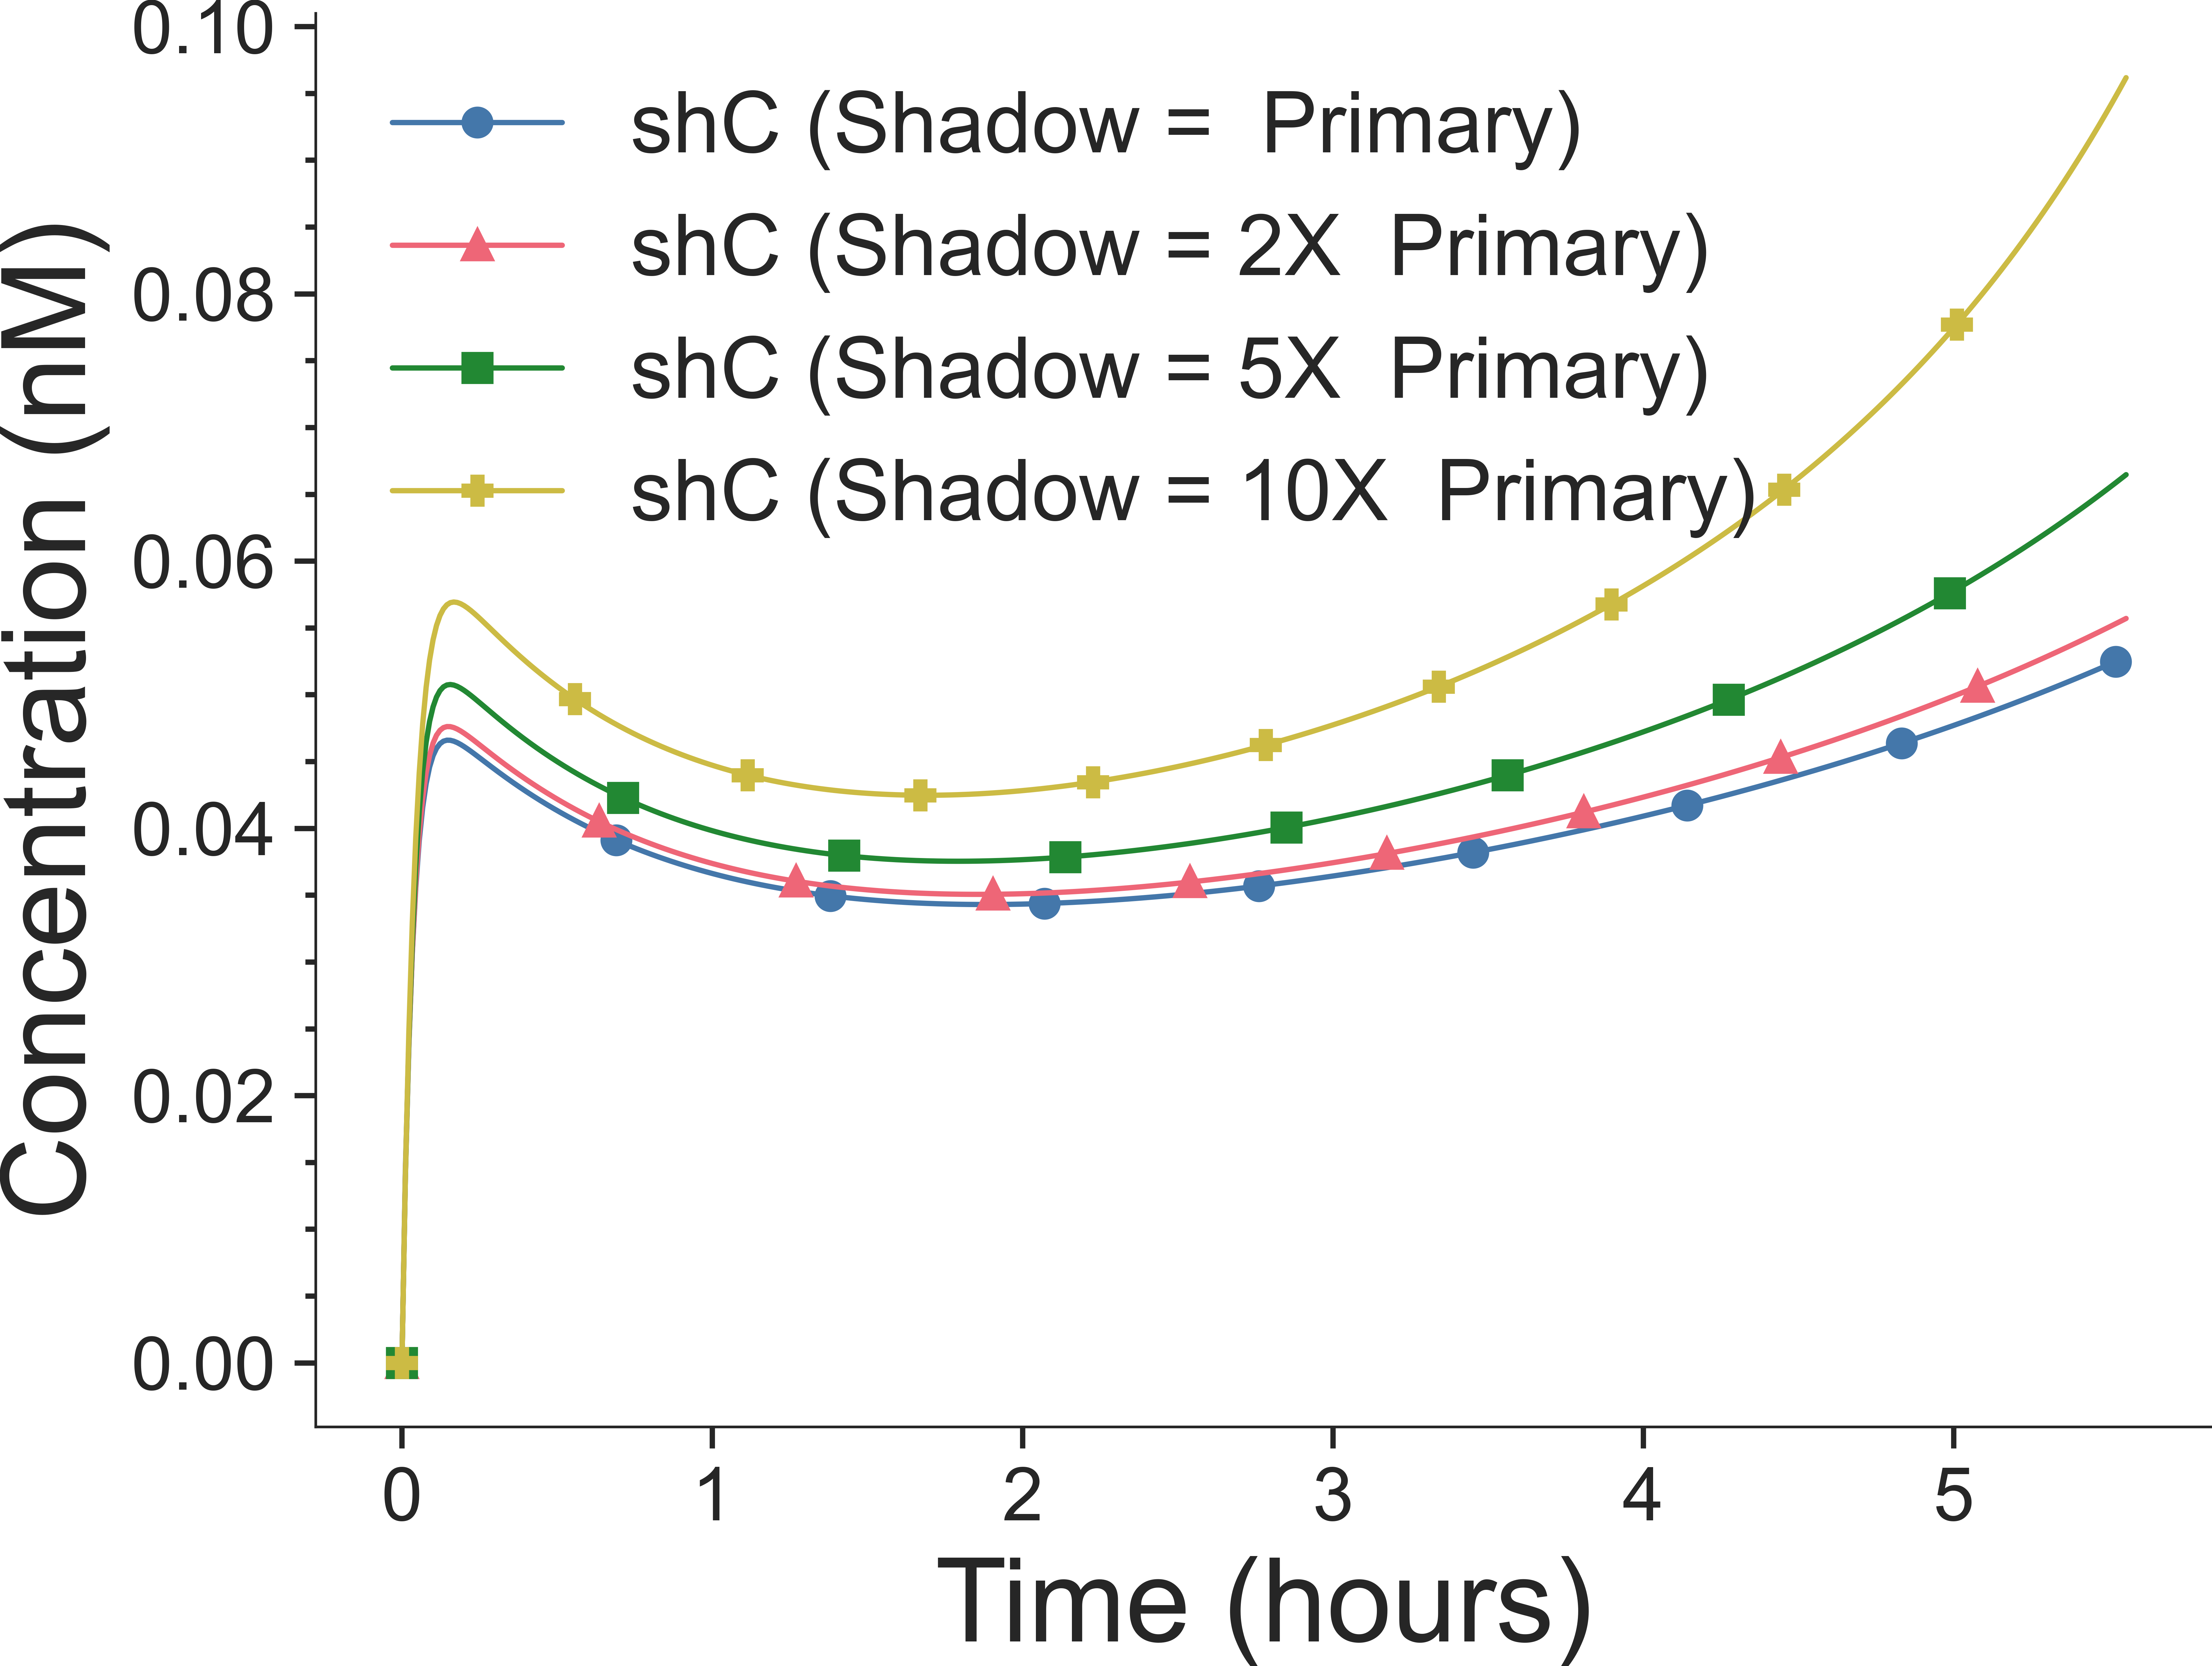 0.10
0.08
0.06
0.04
0.02
0.00
Concentration (nM)
shC (Shadow =  Primary)
shC (Shadow = 2X  Primary)
shC (Shadow = 5X  Primary)
shC (Shadow = 10X  Primary)
0 1 2 3 4 5
Time (hours)